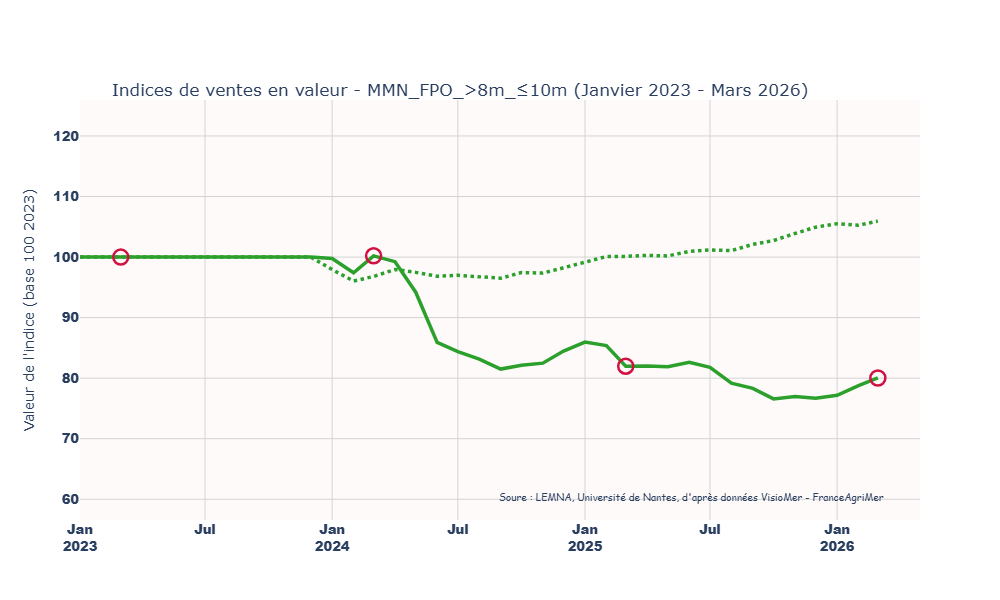 Indices de ventes en valeur - MMN_FPO_>8m_≤10m (Janvier 2023 - Mars 2026)
Valeur de l'indice (base 100 2023)
120
110
100
90
80
70
60
Soure : LEMNA, Université de Nantes, d'après données VisioMer - FranceAgriMer
Jan
2023
Jul
Jan
2024
Jul
Jan
2025
Jul
Jan
2026